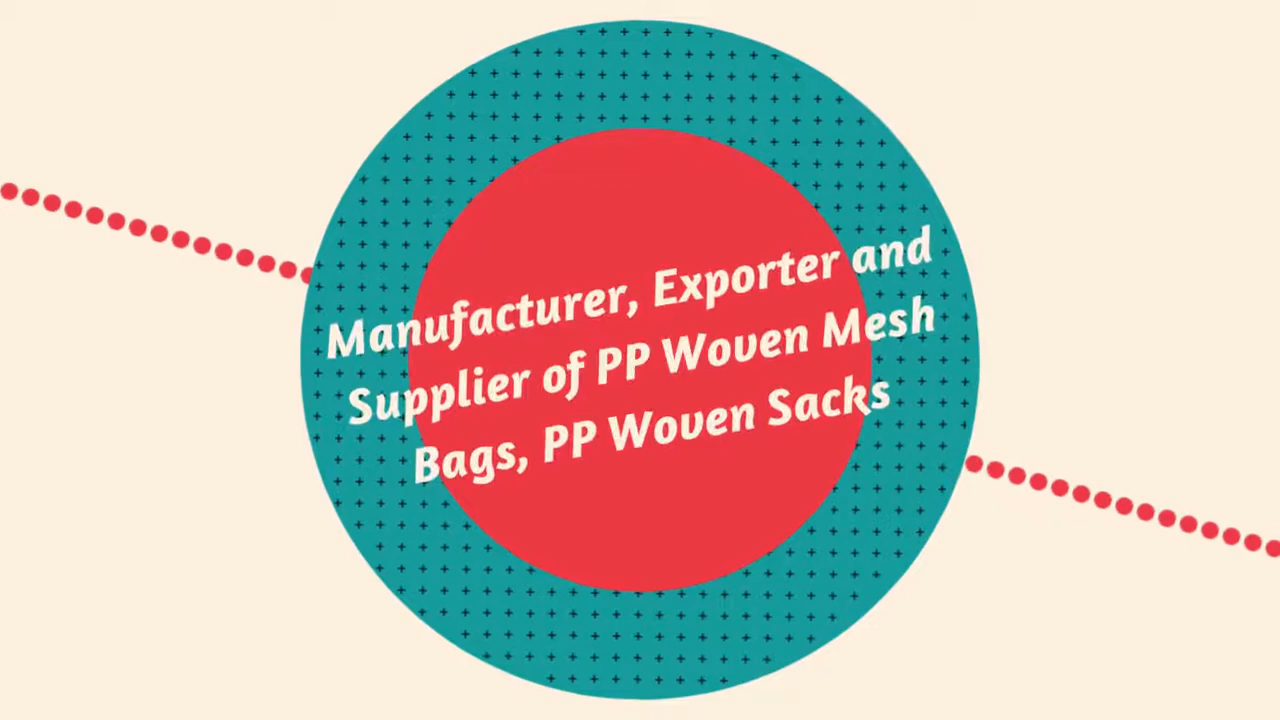 Manufacturer, Exporter and
Supplier of PP Woven Mesh
Bags, PP Woven Sacks